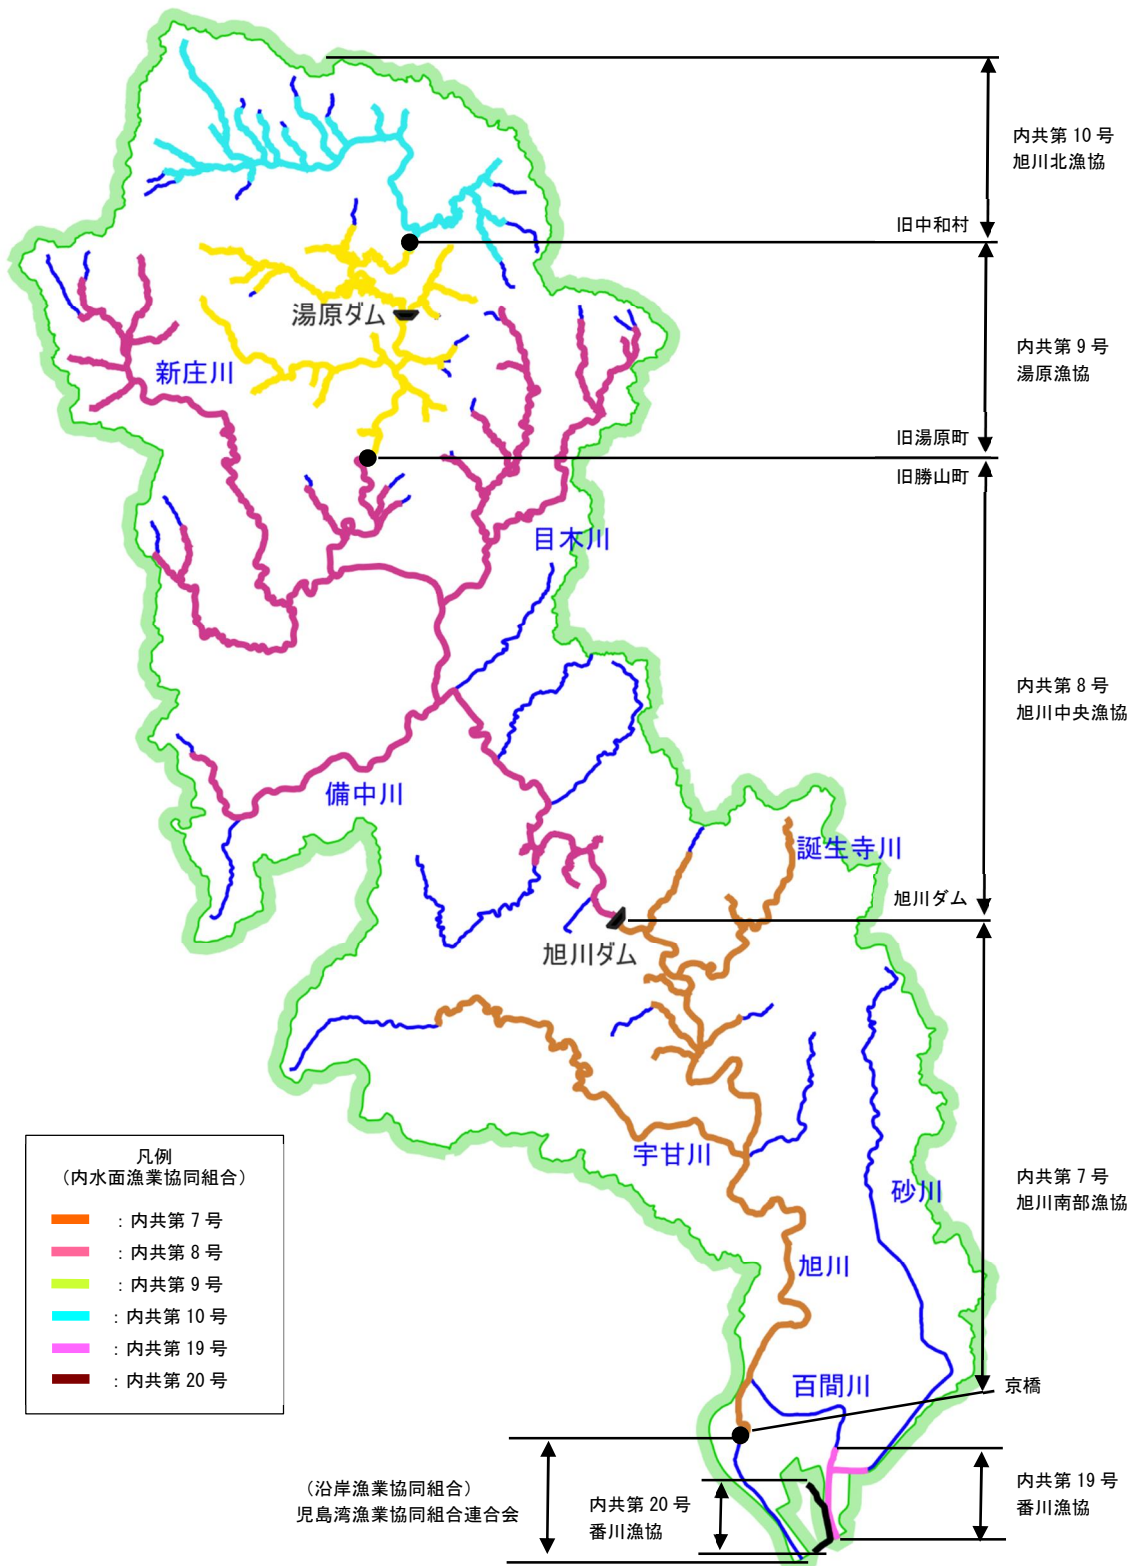 内共第 10 号
旭川北漁協
旧中和村
湯原ダム
新庄川
内共第 9 号
湯原漁協
旧湯原町
旧勝山町
目木川
内共第 8 号
旭川中央漁協
備中川
誕生寺川
旭川ダム
旭川ダム
凡例
（内水面漁業協同組合）
：内共第 7 号
：内共第 8 号
：内共第 9 号
：内共第 10 号
：内共第 19 号
：内共第 20 号
宇甘川
砂川
内共第 7 号
旭川南部漁協
旭川
百間川
京橋
（沿岸漁業協同組合）
児島湾漁業協同組合連合会
内共第 20 号
番川漁協
内共第 19 号
番川漁協